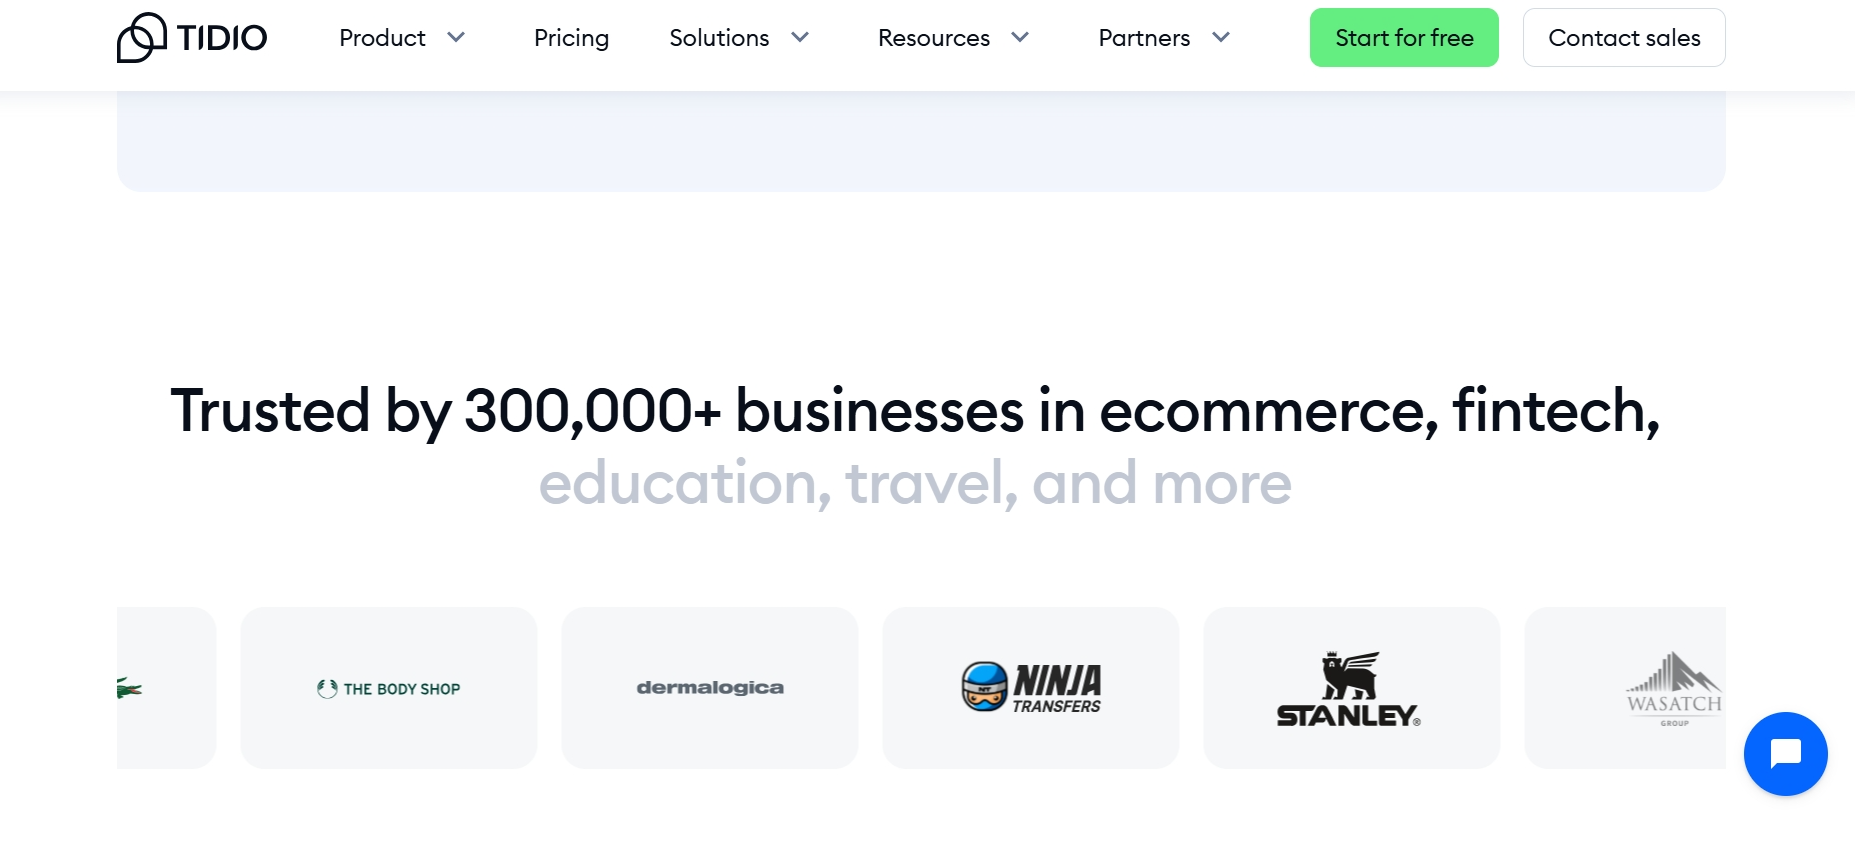 TIDIO
Product
Pricing
Solutions
Resources
Partners
Start for free
Contact sales
Trusted by 300,000+ businesses in ecommerce, fintech,
education, travel, and more
THE BODY SHOP
dermalogica
NT
NINJA
TRANSFERS
STANLEY®
WASATCH
GROUP